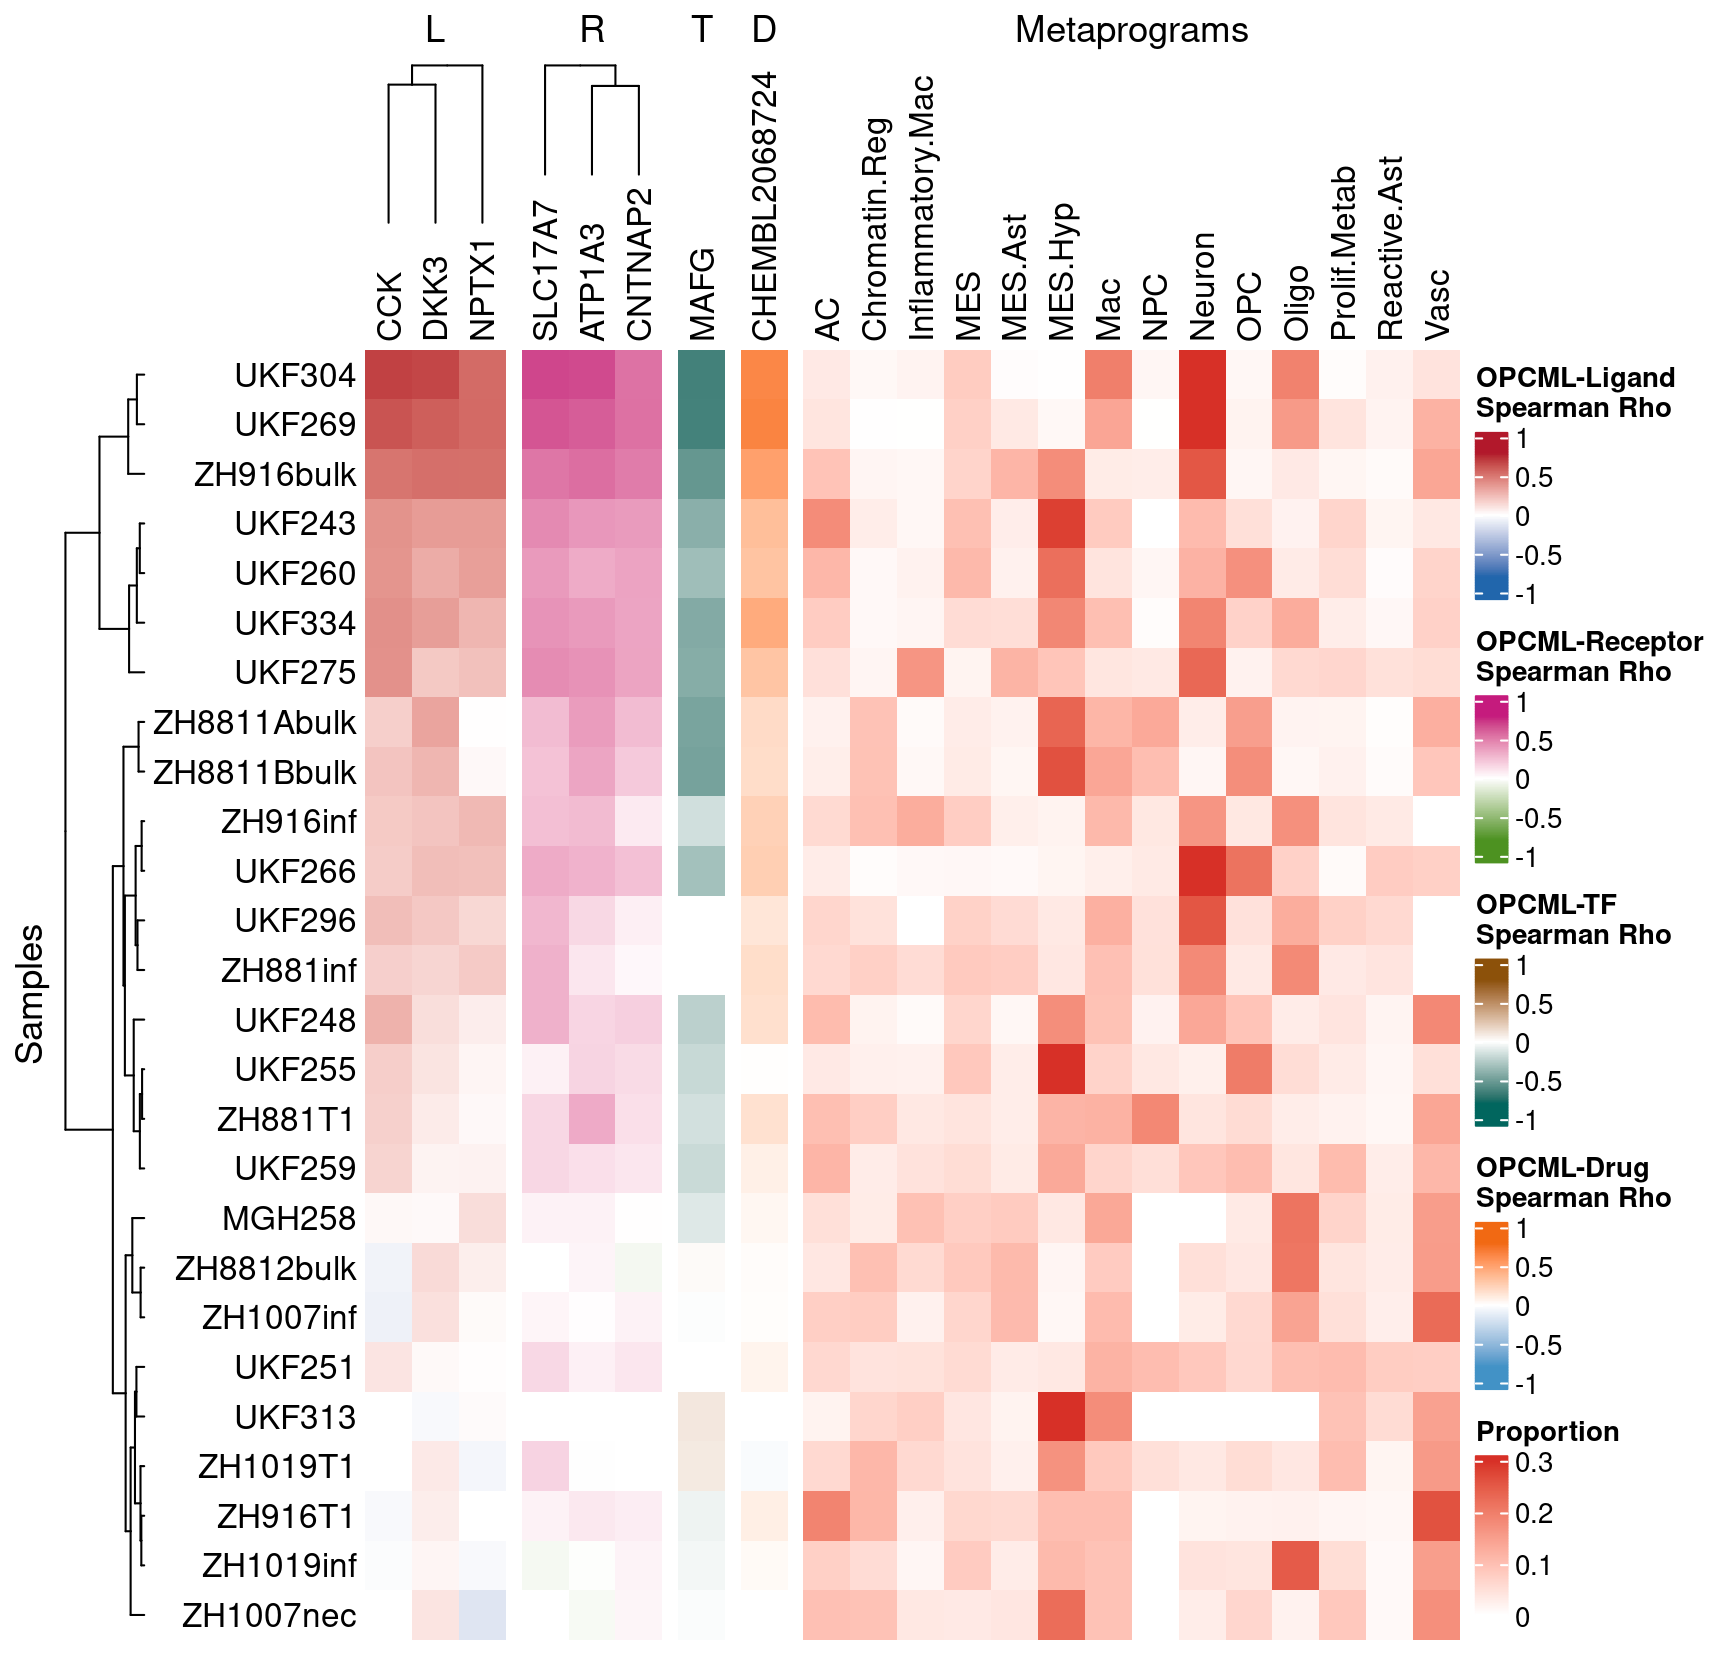 L R T D Metaprograms
CCK
DKK3
NPTX1
SLC17A7
ATP1A3
CNTNAP2
MAFG
CHEMBL2068724
AC
Chromatin.Reg
Inflammatory.Mac
MES
MES.Ast
MES.Hyp
Mac
NPC
Neuron
OPC
Oligo
Prolif.Metab
Reactive.Ast
Vasc
Samples
UKF304
UKF269
ZH916bulk
UKF243
UKF260
UKF334
UKF275
ZH8811Abulk
ZH8811Bbulk
ZH916inf
UKF266
UKF296
ZH881inf
UKF248
UKF255
ZH881T1
UKF259
MGH258
ZH8812bulk
ZH1007inf
UKF251
UKF313
ZH1019T1
ZH916T1
ZH1019inf
ZH1007nec
OPCML-Ligand
Spearman Rho
1
0.5
0
-0.5
-1
OPCML-Receptor
Spearman Rho
1
0.5
0
-0.5
-1
OPCML-TF
Spearman Rho
1
0.5
0
-0.5
-1
OPCML-Drug
Spearman Rho
1
0.5
0
-0.5
-1
Proportion
0.3
0.2
0.1
0